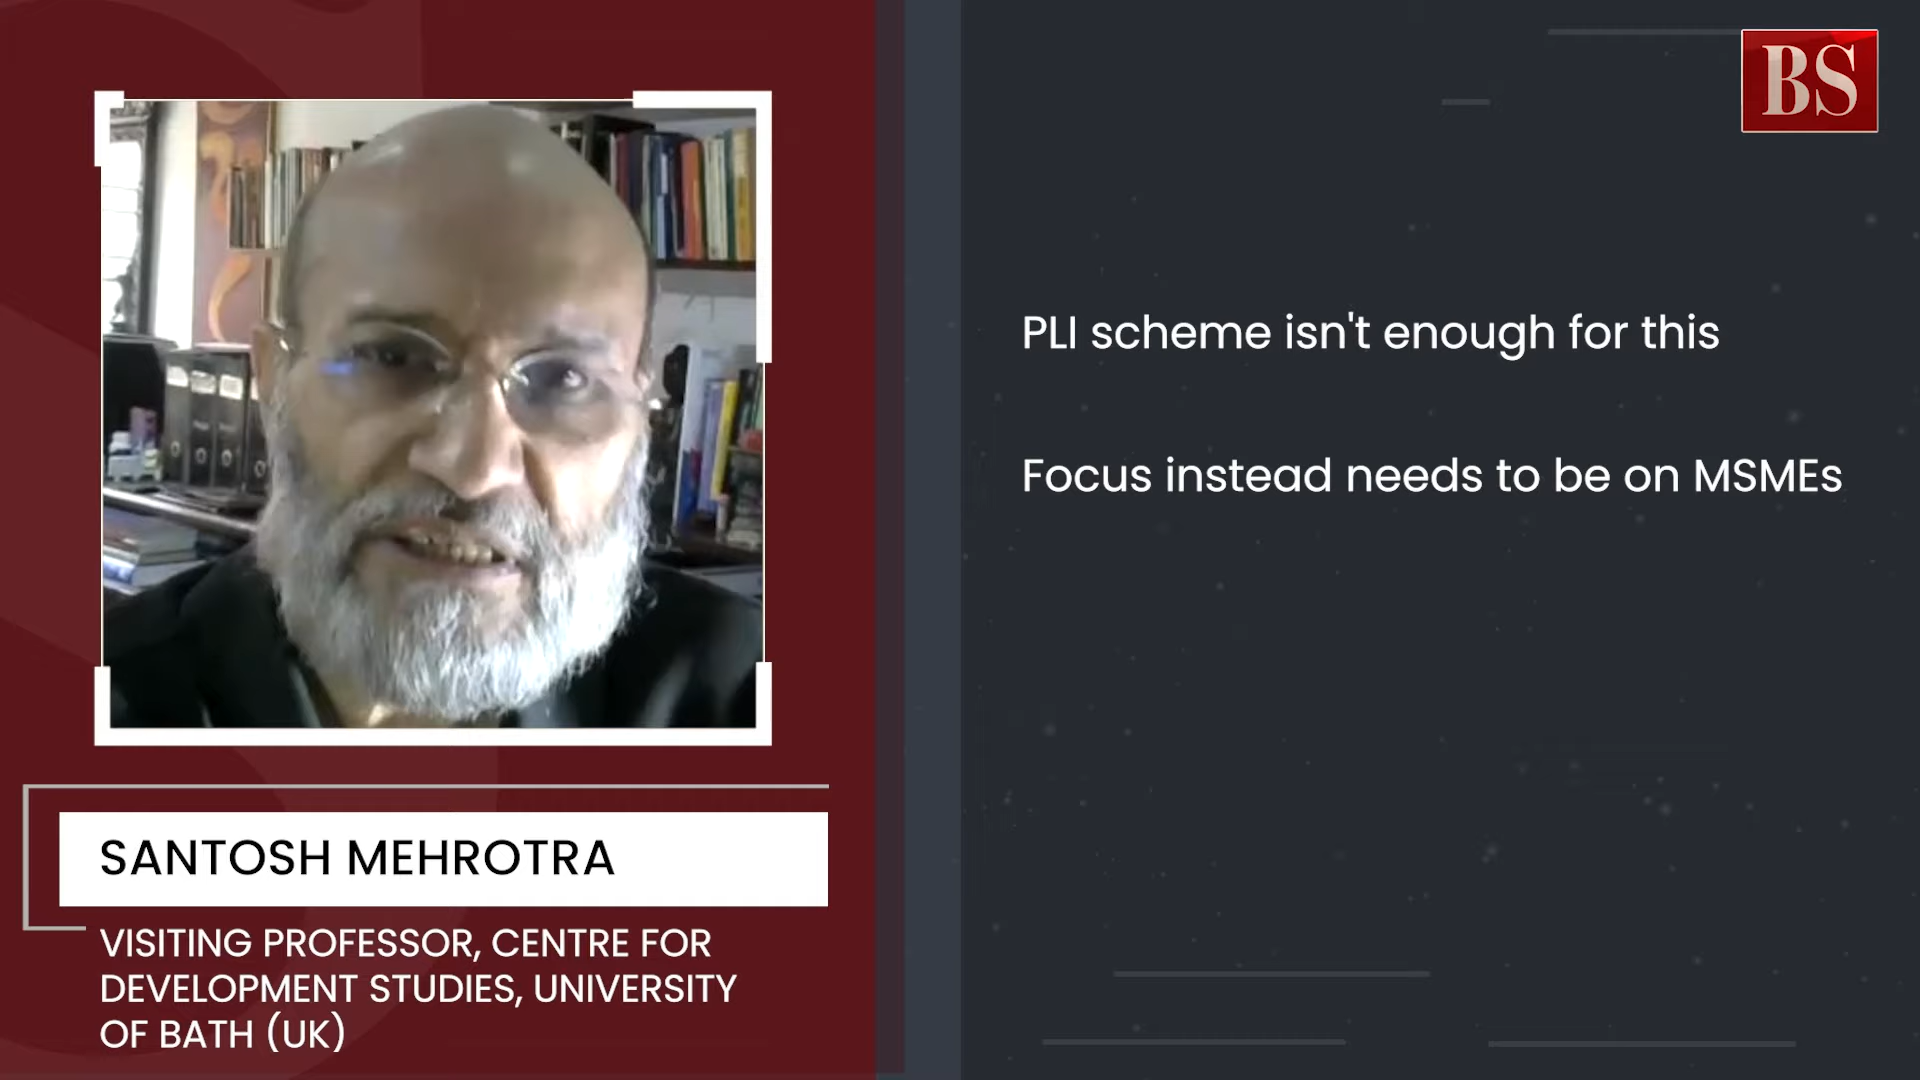 BS
PLI scheme isn't enough for this
Focus instead needs to be on MSMEs
SANTOSH MEHROTRA
VISITING PROFESSOR, CENTRE FOR
DEVELOPMENT STUDIES, UNIVERSITY
OF BATH (UK)